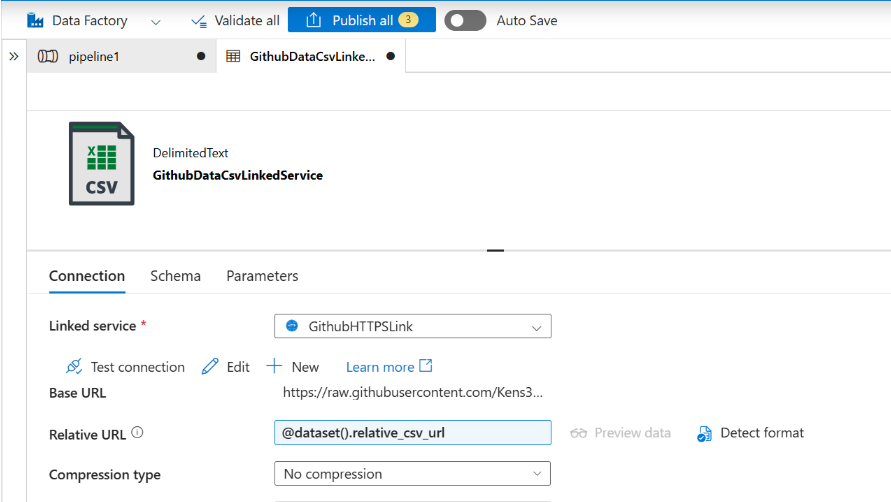 Data Factory Validate all Publish all 3 Auto Save
» pipeline1 GithubDataCsvLinke...
X
CSV
DelimitedText
GithubDataCsvLinkedService
Connection Schema Parameters
Linked service * GithubHTTPSLink
Test connection Edit New Learn more
Base URL https://raw.githubusercontent.com/Kens3...
Relative URL @dataset().relative_csv_url Preview data Detect format
Compression type No compression